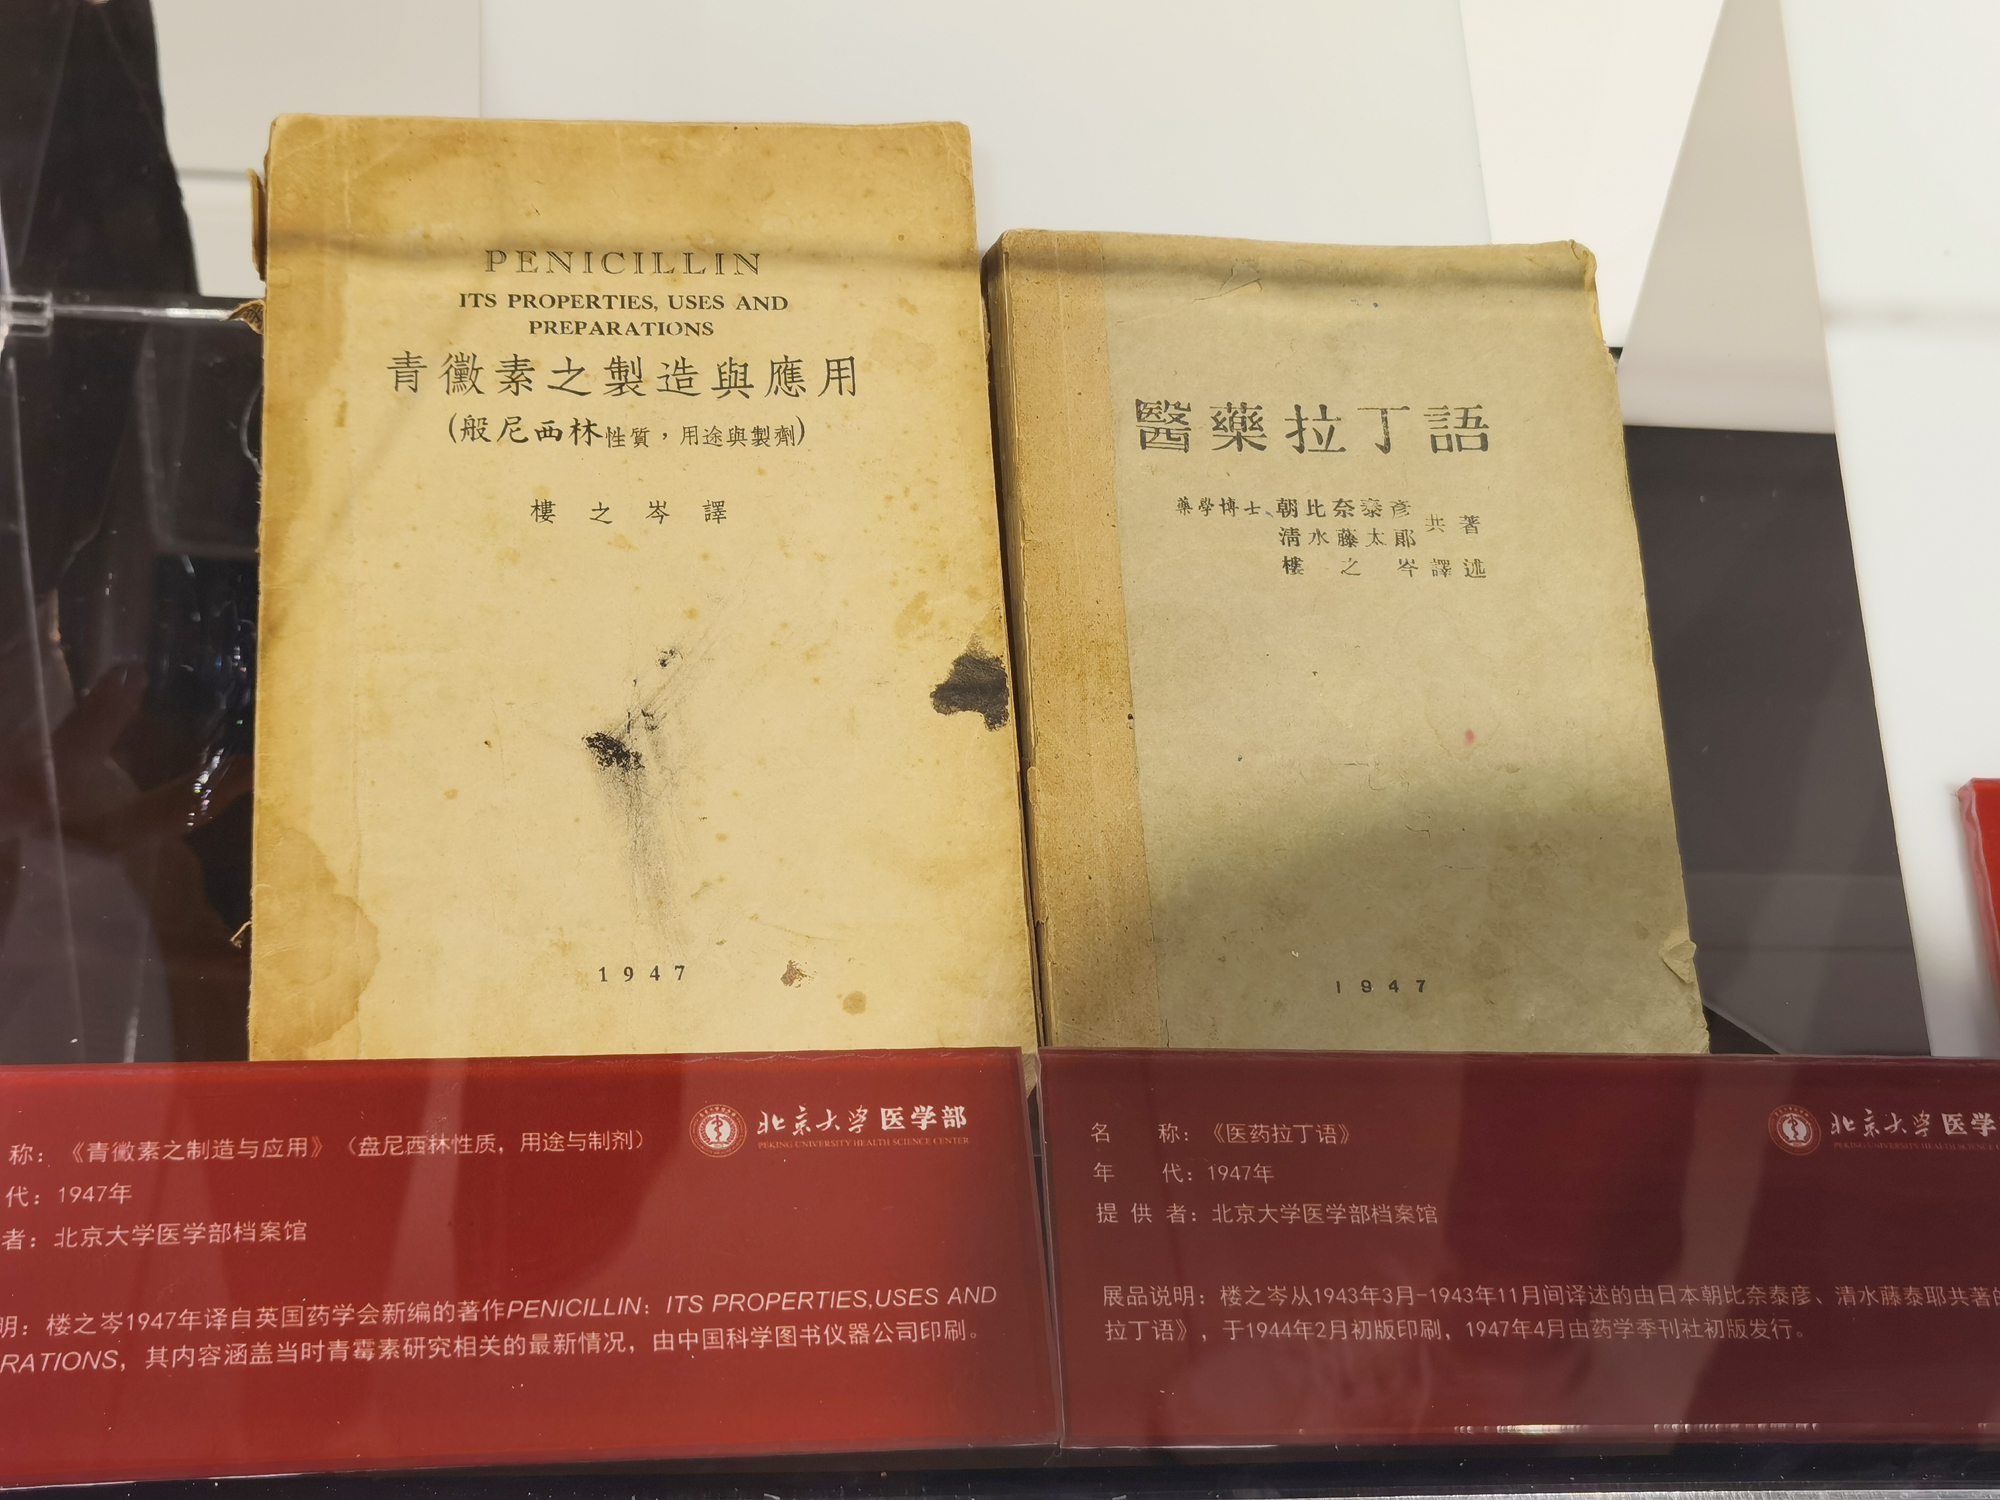 PENICILLIN
ITS PROPERTIES, USES AND
PREPARATIONS
青黴素之製造與應用
(般尼西林性質，用途與製劑)
樓之岑譯
1947
醫藥拉丁語
藥學博士、朝比奈泰彥
清水藤太郎
共著
樓之岑譯述
1947
称：《青黴素之制造与应用》（盘尼西林性质，用途与制剂）
代：1947年
者：北京大学医学部档案馆
北京大学医学部
PEKING UNIVERSITY HEALTH SCIENCE CENTER
明：楼之岑1947年译自英国药学会新编的著作PENICILLIN：ITS PROPERTIES,USES AND
RATIONS，其内容涵盖当时青霉素研究相关的最新情况，由中国科学图书仪器公司印刷。
名称：《医药拉丁语》
年代：1947年
提供者：北京大学医学部档案馆
北京大学医学
PEKING UNIVERSITY HEALTH SCIENCE
展品说明：楼之岑从1943年3月-1943年11月间译述的由日本朝比奈泰彦、清水藤泰耶共著的
拉丁语》，于1944年2月初版印刷，1947年4月由药学季刊社初版发行。